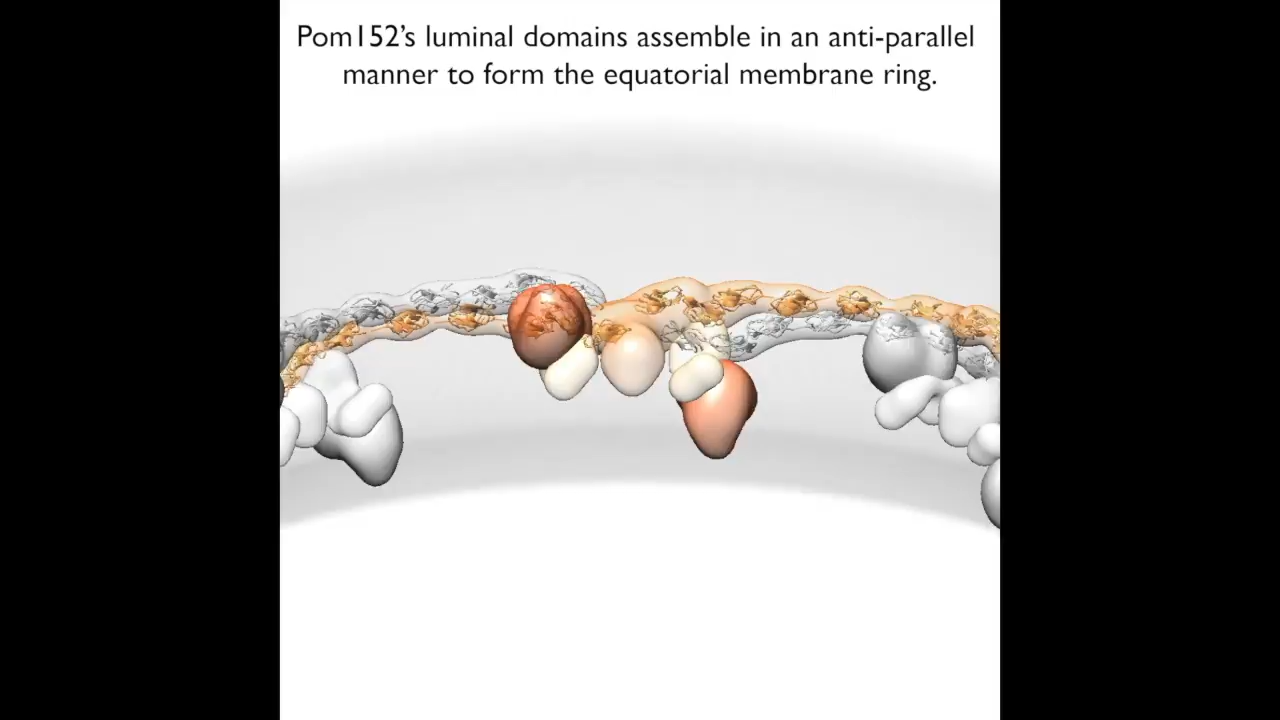 Pom152’s luminal domains assemble in an anti-parallel
manner to form the equatorial membrane ring.